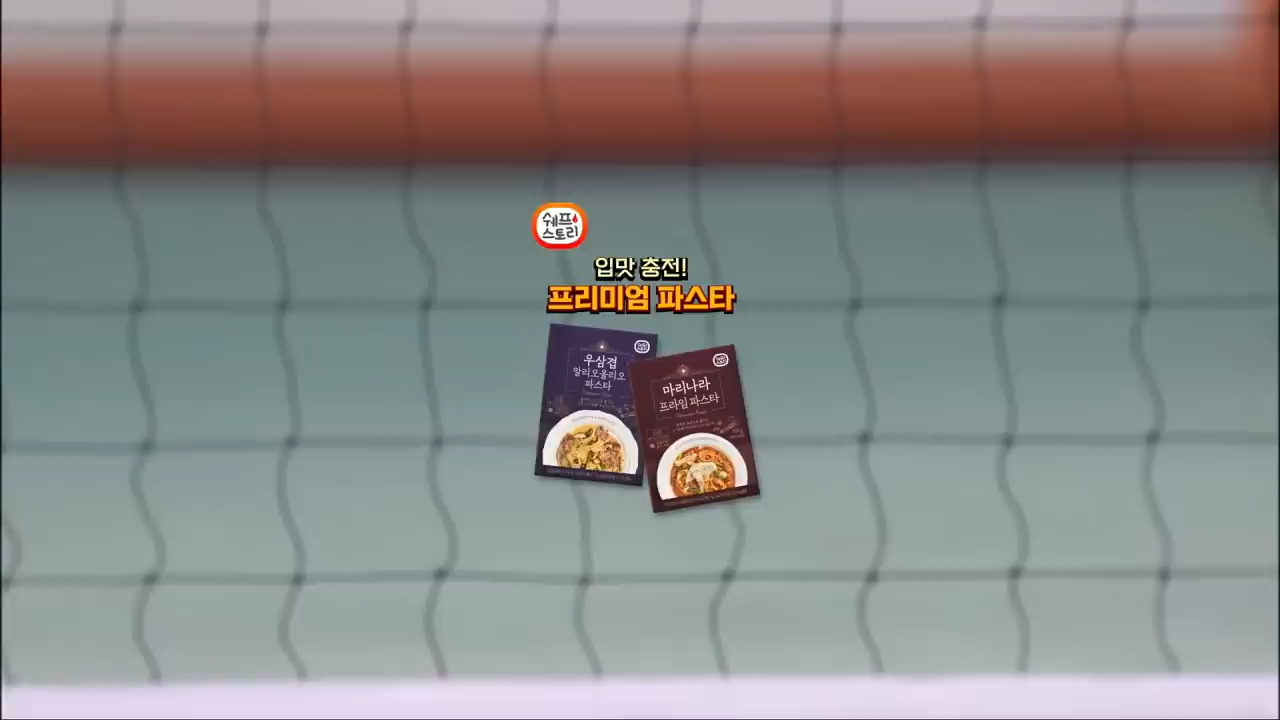 쉐프
스토리
입맛 충전!
프리미엄 파스타
우삼겹
알리오올리오
파스타
마리나라
프라임 파스타